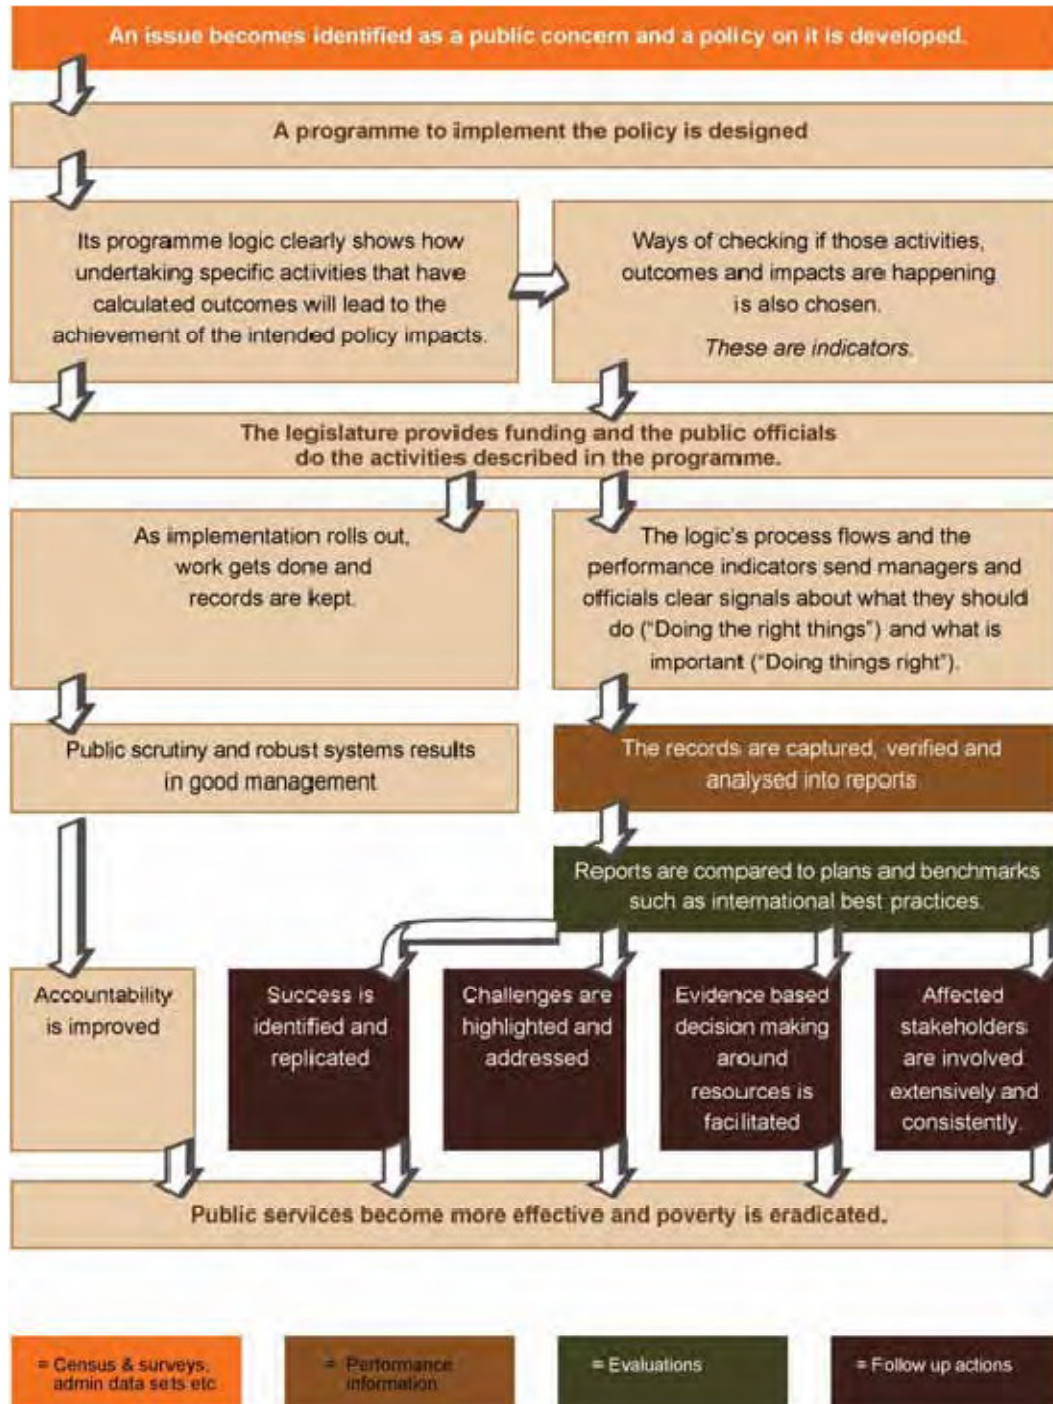 An issue becomes identified as a public concern and a policy on it is developed.
A programme to implement the policy is designed
Its programme logic clearly shows how
undertaking specific activities that have
calculated outcomes will lead to the
achievement of the intended policy impacts.
Ways of checking if those activities,
outcomes and impacts are happening
is also chosen.
These are indicators.
The legislature provides funding and the public officials
do the activities described in the programme.
As implementation rolls out,
work gets done and
records are kept.
The logic's process flows and the
performance indicators send managers and
officials clear signals about what they should
do ("Doing the right things") and what is
important ("Doing things right").
Public scrutiny and robust systems results
in good management
The records are captured, verified and
analysed into reports
Reports are compared to plans and benchmarks
such as international best practices.
Accountability
is improved
Success is
identified and
replicated
Challenges are
highlighted and
addressed
Evidence based
decision making
around
resources is
facilitated
Affected
stakeholders
are involved
extensively and
consistently.
Public services become more effective and poverty is eradicated.
= Census & surveys,
admin data sets etc
= Performance
information
= Evaluations
= Follow up actions